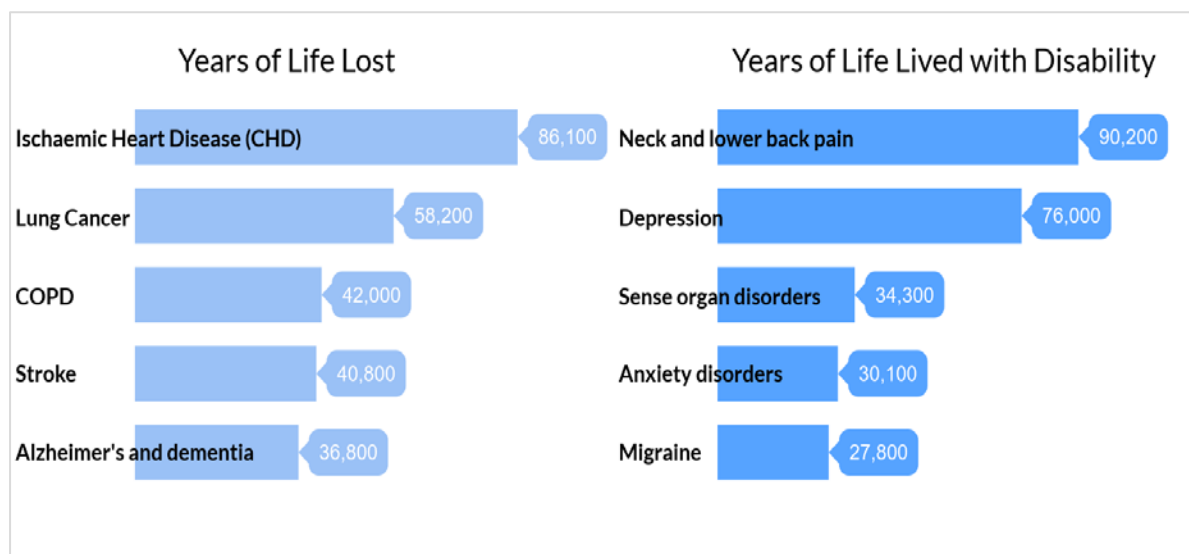 Years of Life Lost
Ischaemic Heart Disease (CHD)
86,100
Lung Cancer
58,200
COPD
42,000
Stroke
40,800
Alzheimer's and dementia
36,800
Years of Life Lived with Disability
Neck and lower back pain
90,200
Depression
76,000
Sense organ disorders
34,300
Anxiety disorders
30,100
Migraine
27,800